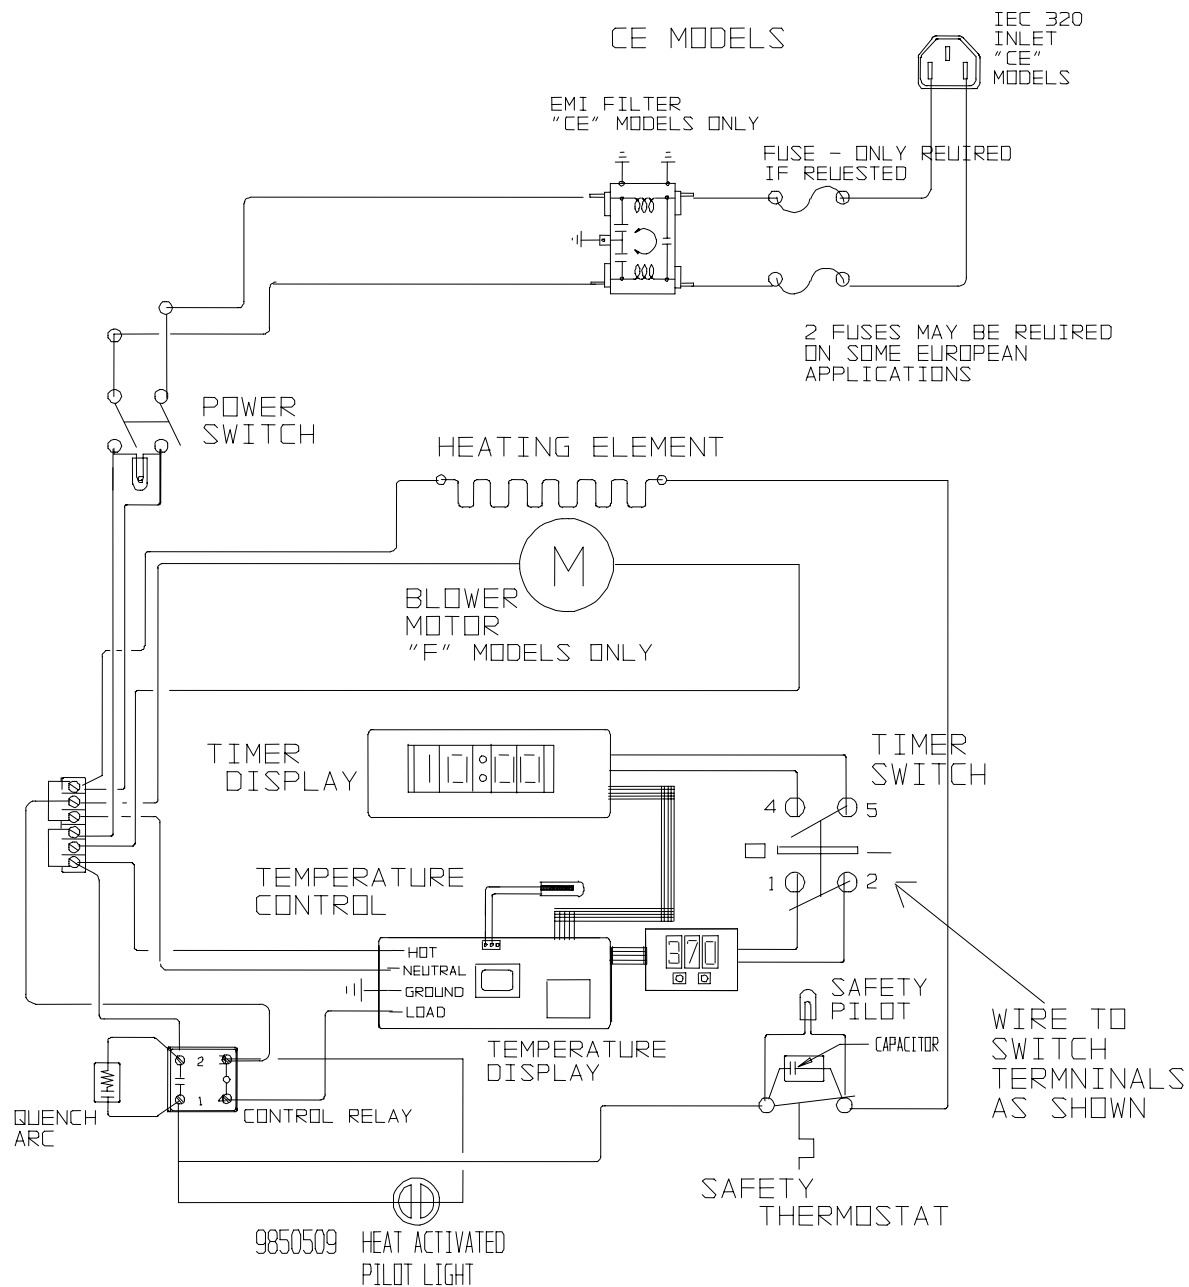 CE MODELS
IEC 320
INLET
"CE"
MODELS
EMI FILTER
"CE" MODELS ONLY
FUSE - ONLY REUIRED
IF REUESTED
2 FUSES MAY BE REUIRED
ON SOME EUROPEAN
APPLICATIONS
POWER
SWITCH
HEATING ELEMENT
M
BLOWER
MOTOR
"F" MODELS ONLY
TIMER
DISPLAY
10:00
TIMER
SWITCH
4
5
1
2
TEMPERATURE
CONTROL
HOT
NEUTRAL
GROUND
LOAD
370
TEMPERATURE
DISPLAY
SAFETY
PILOT
CAPACITOR
WIRE TO
SWITCH
TERMNINALS
AS SHOWN
2
1
QUENCH
ARC
CONTROL RELAY
SAFETY
THERMOSTAT
9850509 HEAT ACTIVATED
PILOT LIGHT